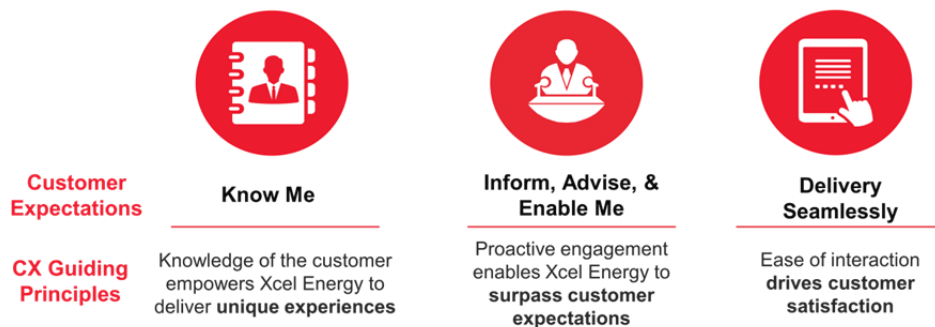 Customer
Expectations
Know Me
Inform, Advise, &
Enable Me
Delivery
Seamlessly
CX Guiding
Principles
Knowledge of the customer
empowers Xcel Energy to
deliver unique experiences
Proactive engagement
enables Xcel Energy to
surpass customer
expectations
Ease of interaction
drives customer
satisfaction